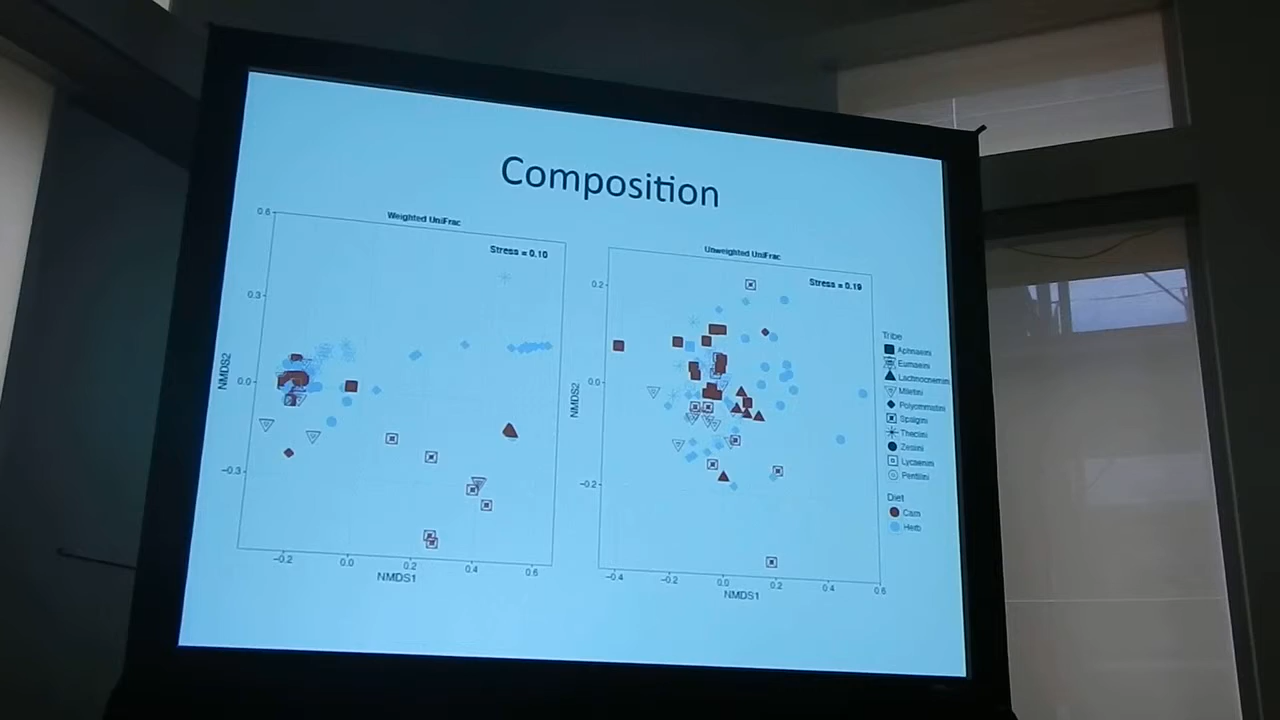 Composition
Weighted UniFrac
Stress = 0.10
0.6
0.3
0.0
−0.3
NMDS2
−0.2
0.0
0.2
0.4
0.6
NMDS1
Unweighted UniFrac
Stress = 0.19
0.2
0.0
−0.2
NMDS2
−0.4
−0.2
0.0
0.2
0.4
0.6
NMDS1
Tribe
Aphnaeini
Eumaeini
Miletini
Polyommatini
Spalgini
Theclini
Zesiini
Lycaenini
Pentilini
Diet
Carn
Herb